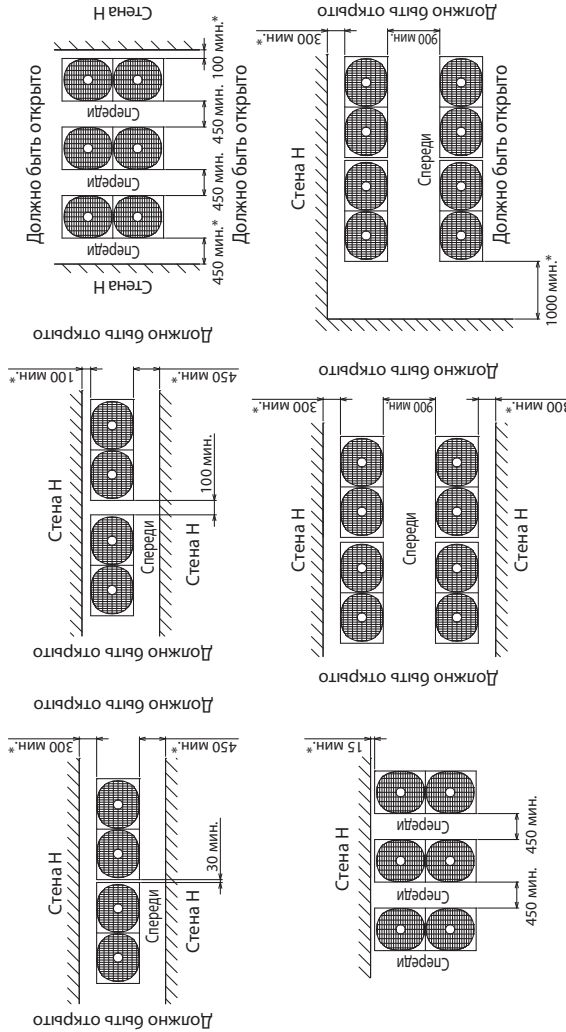 Стена H
Должно быть открыто
100 мин.*
Спереди
450 мин.
Спереди
450 мин.
Спереди
450 мин.*
Должно быть открыто
Стена H
Должно быть открыто
300 мин.*
Стена H
900 мин.
Спереди
Должно быть открыто
1000 мин.*
Должно быть открыто
100 мин.*
Стена H
Спереди
450 мин.*
100 мин.
Стена H
Должно быть открыто
Должно быть открыто
300 мин.*
Стена H
900 мин.
Спереди
300 мин.*
Стена H
Должно быть открыто
Должно быть открыто
300 мин.*
Стена H
Спереди
450 мин.*
30 мин.
Стена H
Должно быть открыто
15 мин.*
Стена H
Спереди
450 мин.
Спереди
450 мин.
Спереди